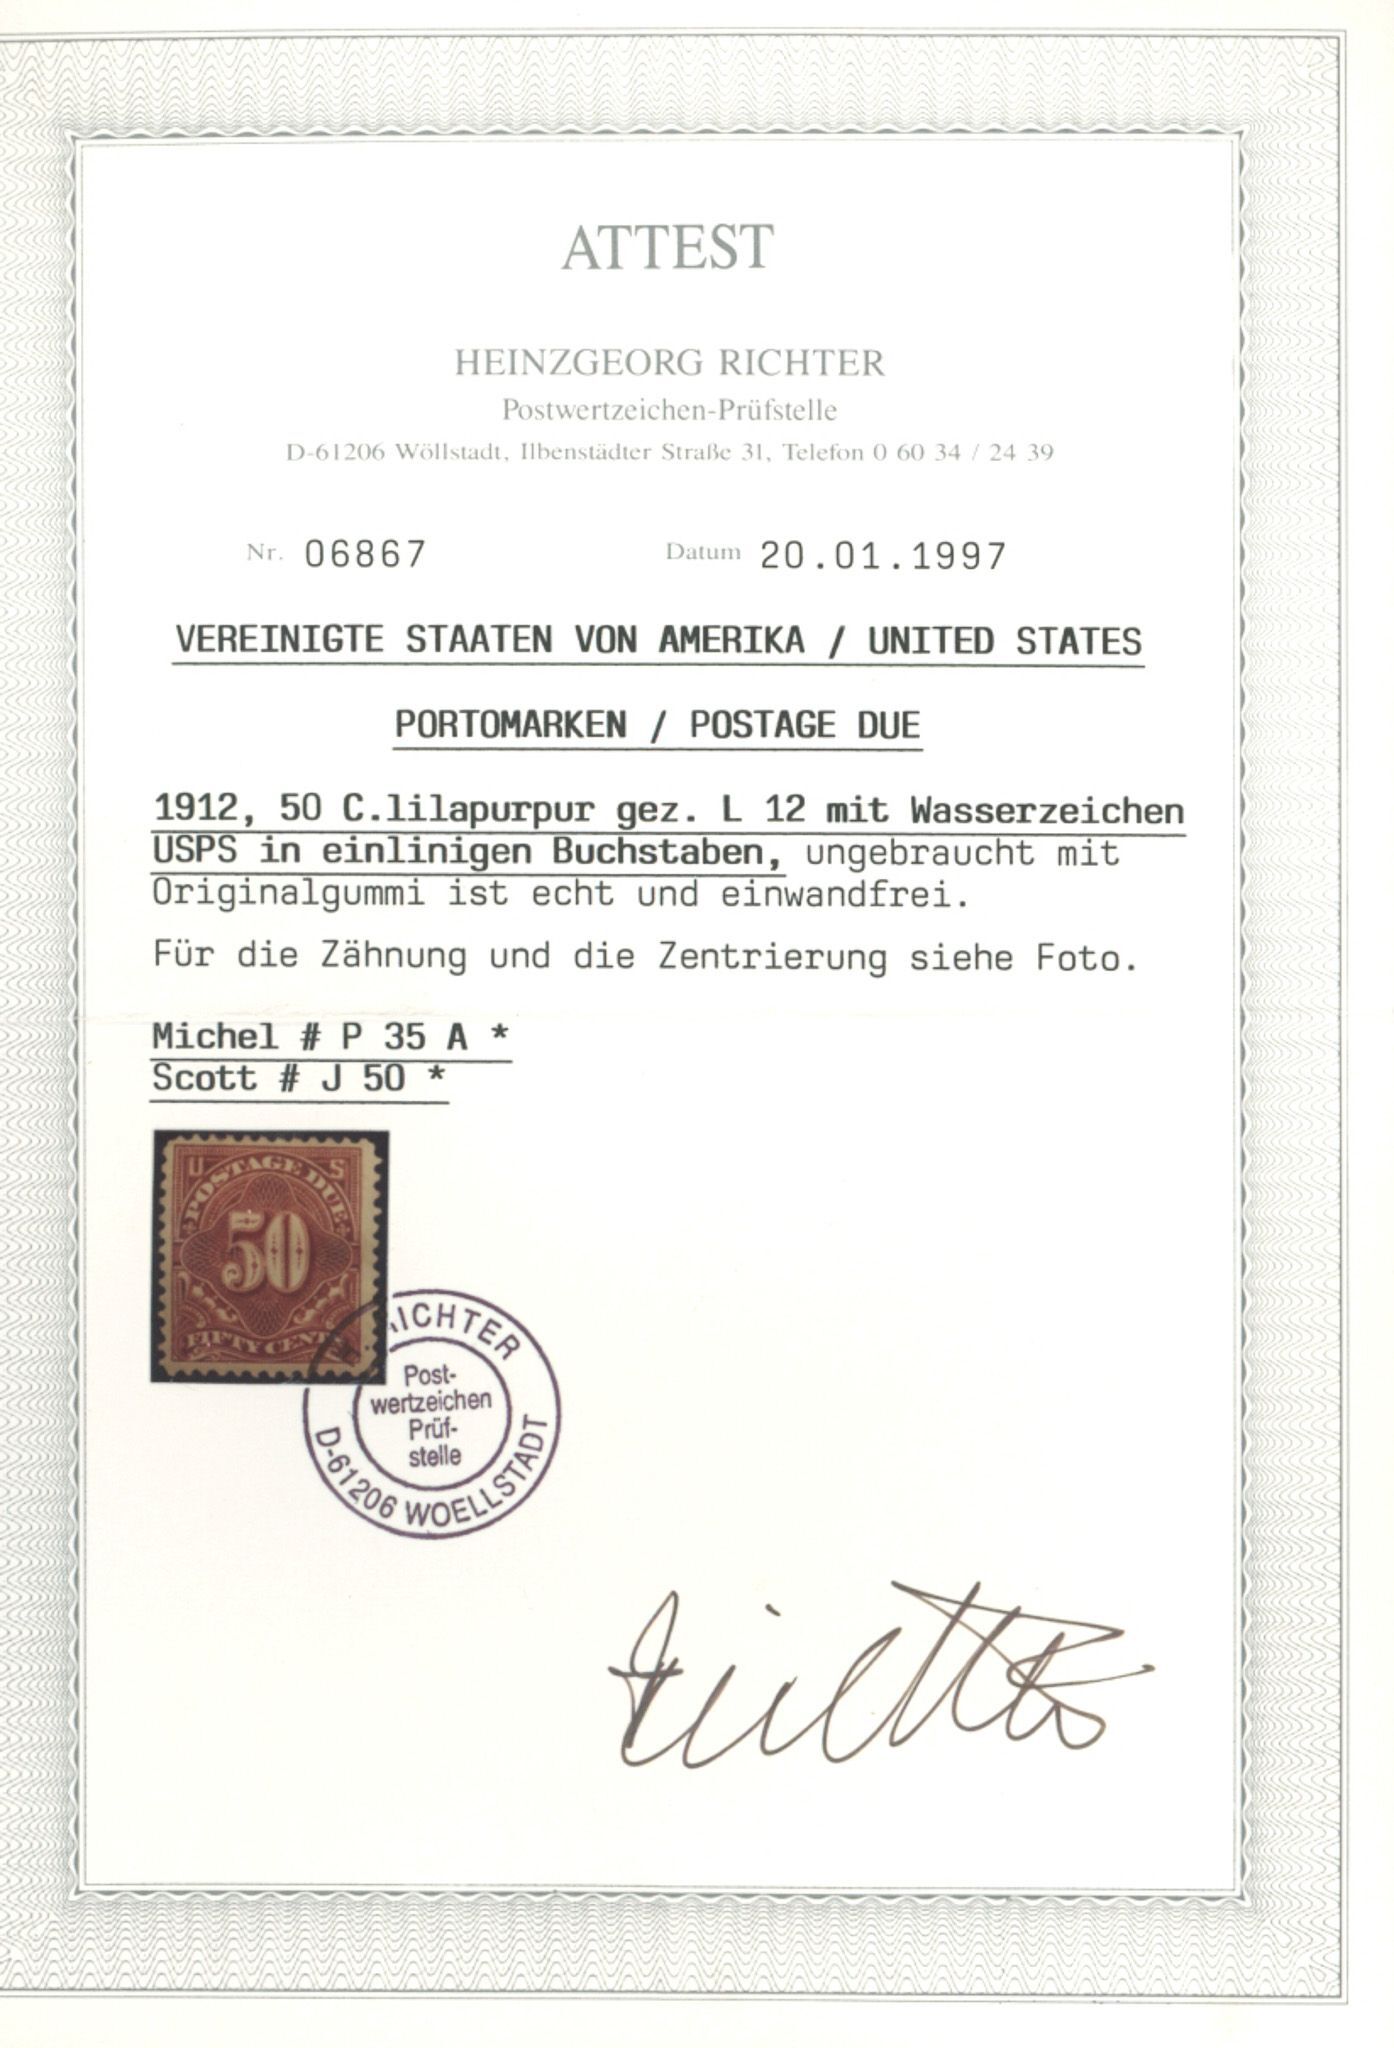 ATTEST
HEINZGEORG RICHTER
Postwertzeichen-Prüfstelle
D-61206 Wöllstadt, Ilbenstädter Straße 31, Telefon 0 60 34 / 24 39
Nr. 06867 Datum 20.01.1997
VEREINIGTE STAATEN VON AMERIKA / UNITED STATES
PORTOMARKEN / POSTAGE DUE
1912, 50 C.lilapurpur gez. L 12 mit Wasserzeichen
USPS in einlinigen Buchstaben, ungebraucht mit
Originalgummi ist echt und einwandfrei.
Für die Zähnung und die Zentrierung siehe Foto.
Michel # P 35 A *
Scott # J 50 *
U S
POSTAGE DUE
50
FIFTY CENTS
RICHTER
Post-
wertzeichen
Prüf-
stelle
D-61206 WOELLSTADT